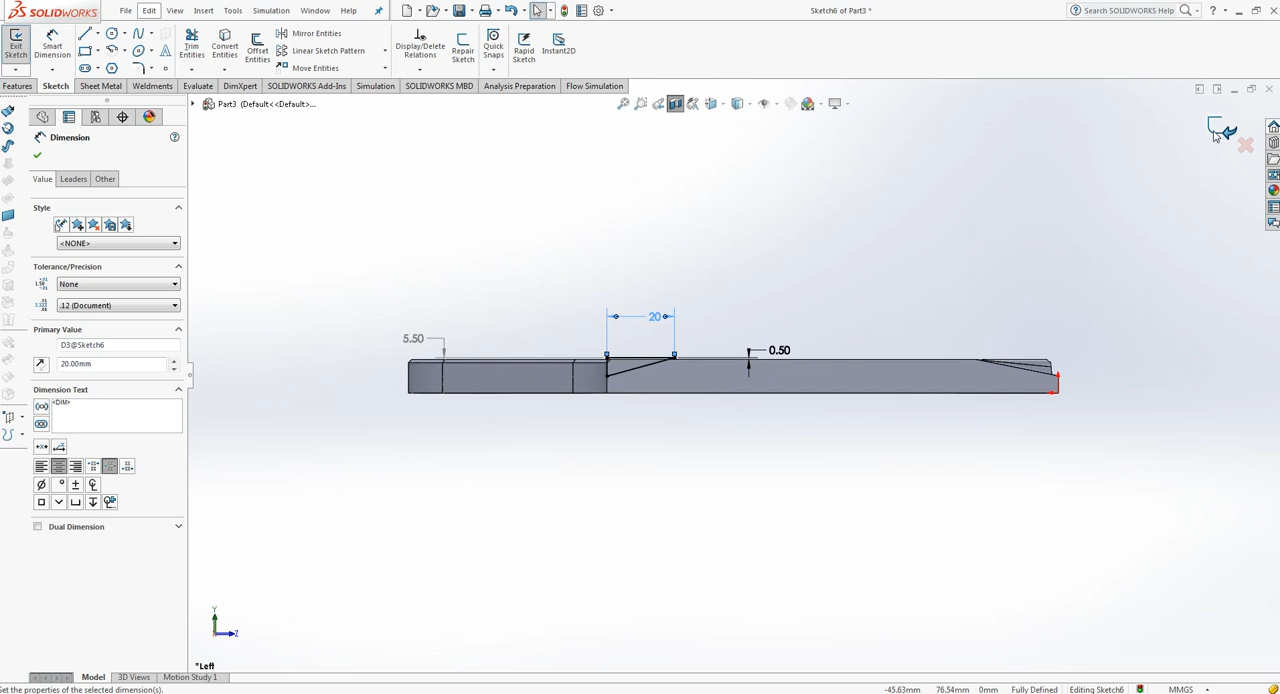 SOLIDWORKS
File Edit View Insert Tools Simulation Window Help
Sketch6 of Part3 *
Search SOLIDWORKS Help
Exit Sketch
Smart Dimension
Trim Entities
Convert Entities
Offset Entities
Mirror Entities
Linear Sketch Pattern
Move Entities
Display/Delete Relations
Repair Sketch
Quick Snaps
Rapid Sketch
Instant2D
Features Sketch Sheet Metal Weldments Evaluate DimXpert SOLIDWORKS Add-Ins Simulation SOLIDWORKS MBD Analysis Preparation Flow Simulation
Part3 (Default<<Default>...
Dimension
Value Leaders Other
Style
<NONE>
Tolerance/Precision
None
.12 (Document)
Primary Value
D3@Sketch6
20.00mm
Dimension Text
<DIM>
Dual Dimension
20
5.50
0.50
Y
Z
*Left
Model 3D Views Motion Study 1
Set the properties of the selected dimension(s).
-45.63mm 76.54mm 0mm Fully Defined Editing Sketch6 MMGS